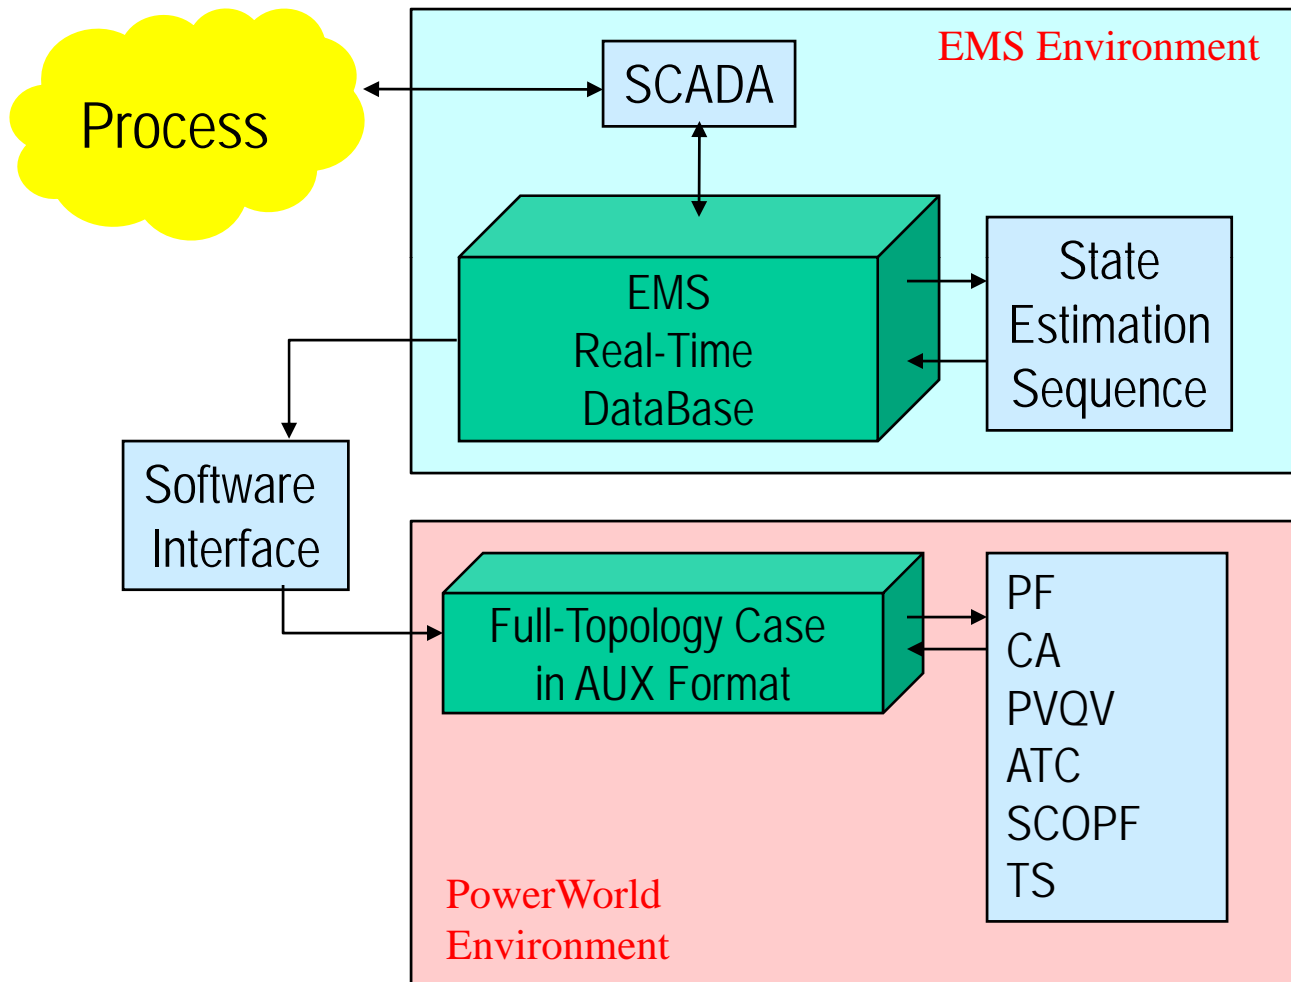 EMS Environment
SCADA
Process
EMS
Real-Time
DataBase
State
Estimation
Sequence
Software
Interface
Full-Topology Case
in AUX Format
PF
CA
PVQV
ATC
SCOPF
TS
PowerWorld
Environment